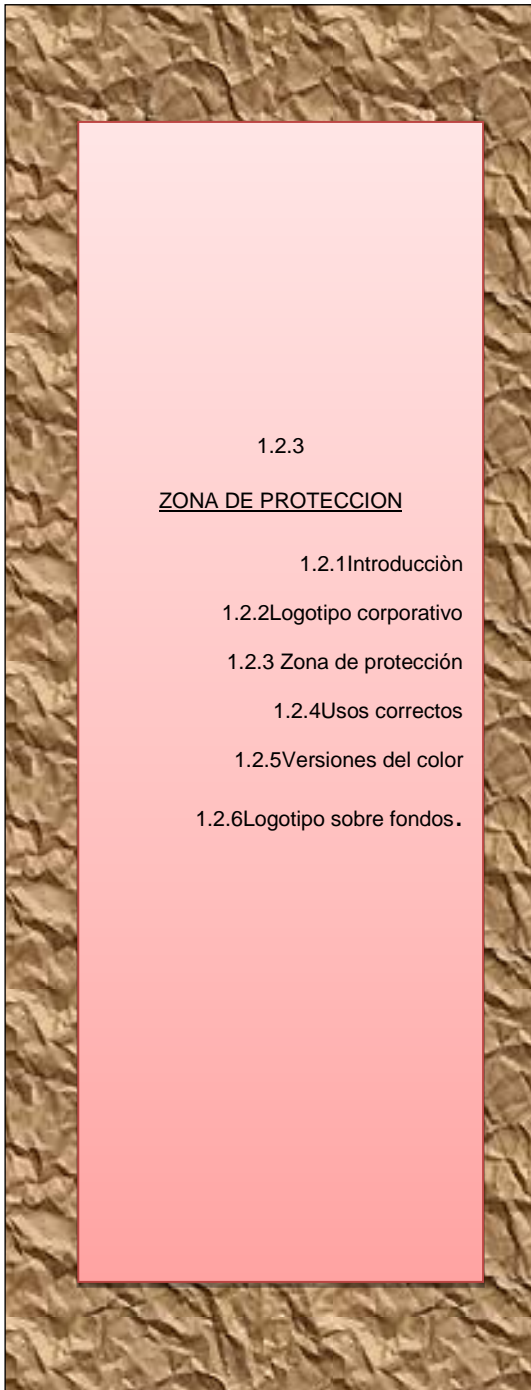 1.2.3
ZONA DE PROTECCION
1.2.1Introducciòn
1.2.2Logotipo corporativo
1.2.3 Zona de protección
1.2.4Usos correctos
1.2.5Versiones del color
1.2.6Logotipo sobre fondos.